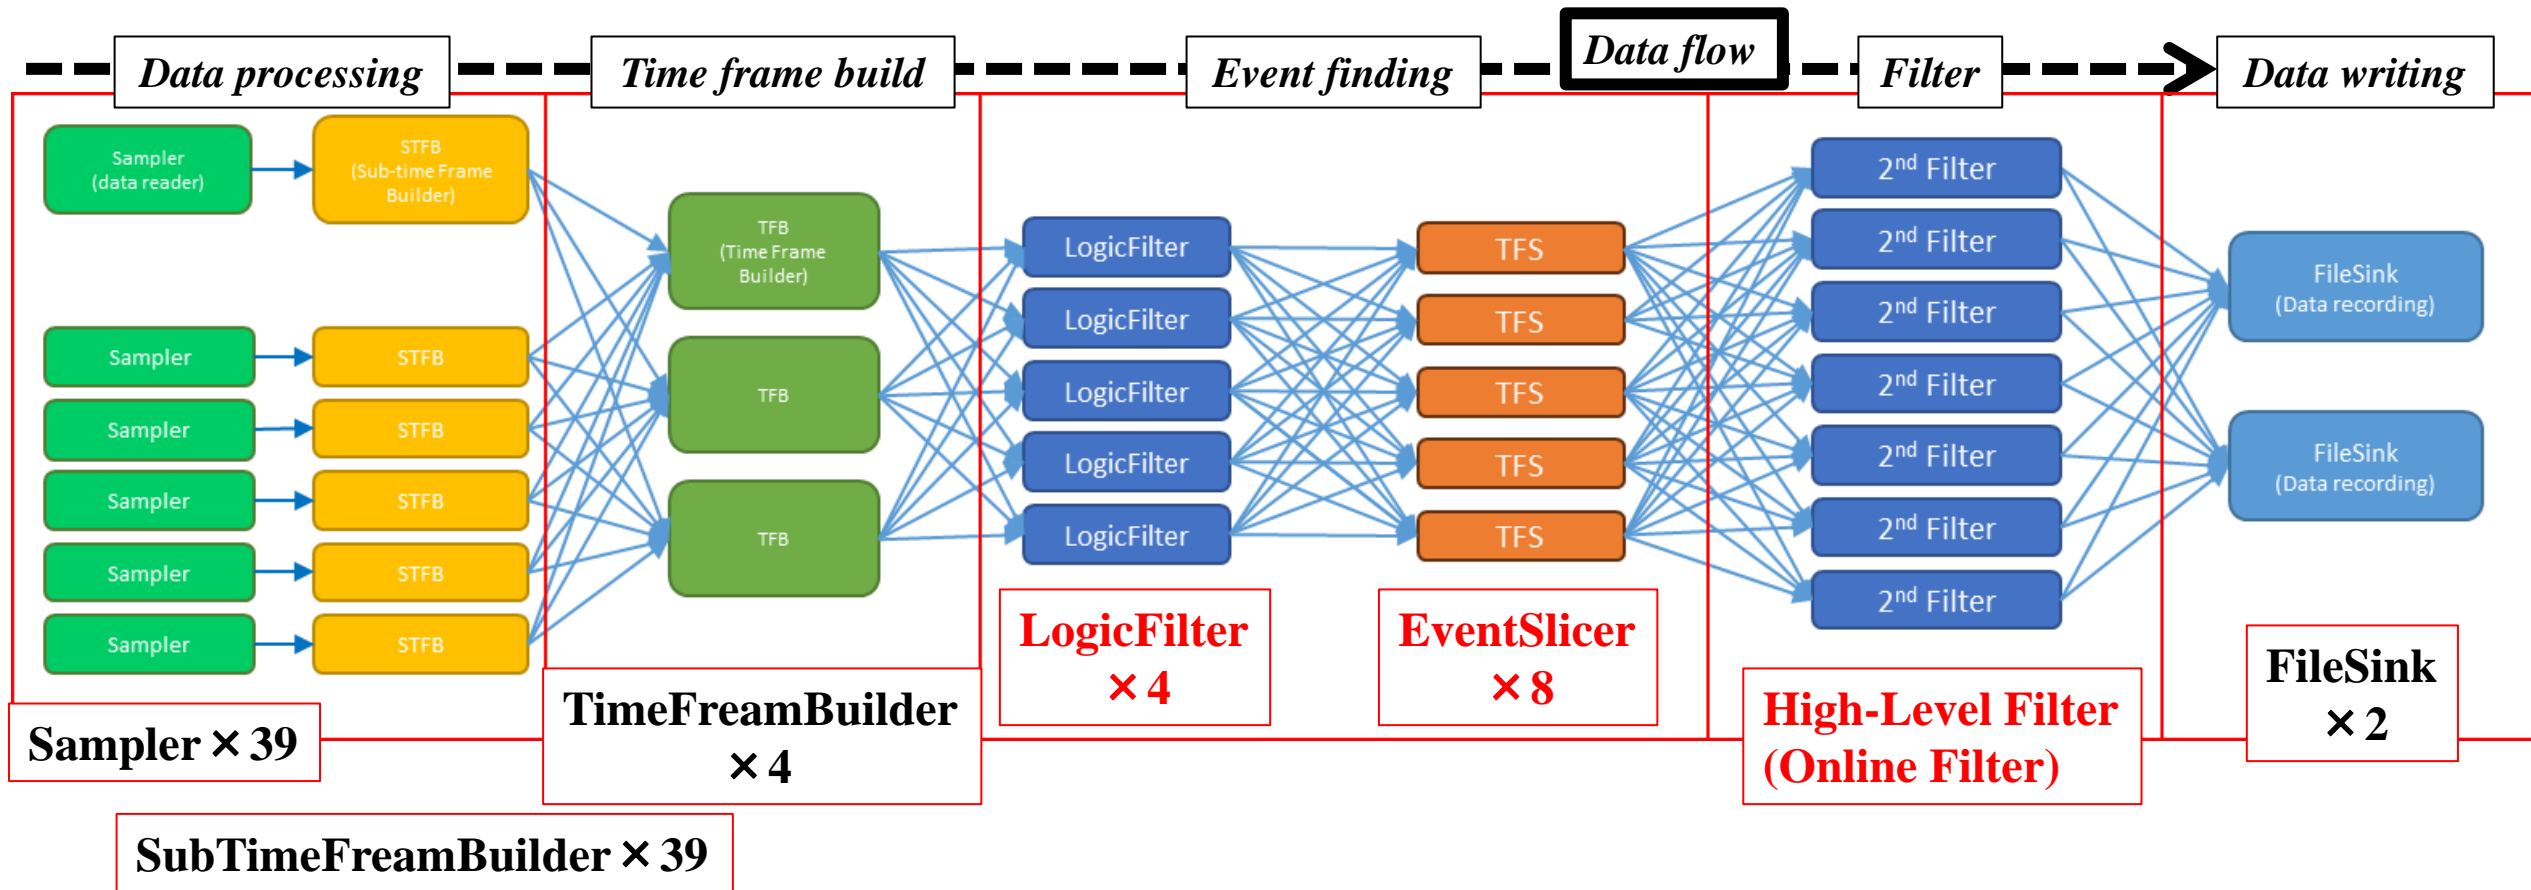 Data processing
Time frame build
Event finding
Data flow
Filter
Data writing
Sampler
(data reader)
STFB
(Sub-time Frame
Builder)
Sampler
STFB
Sampler
STFB
Sampler
STFB
Sampler
STFB
Sampler
STFB
TFB
(Time Frame
Builder)
TFB
TFB
LogicFilter
LogicFilter
LogicFilter
LogicFilter
LogicFilter
TFS
TFS
TFS
TFS
TFS
2nd Filter
2nd Filter
2nd Filter
2nd Filter
2nd Filter
2nd Filter
2nd Filter
FileSink
(Data recording)
FileSink
(Data recording)
Sampler × 39
SubTimeFreamBuilder × 39
TimeFreamBuilder
× 4
LogicFilter
× 4
EventSlicer
× 8
High-Level Filter
(Online Filter)
FileSink
× 2